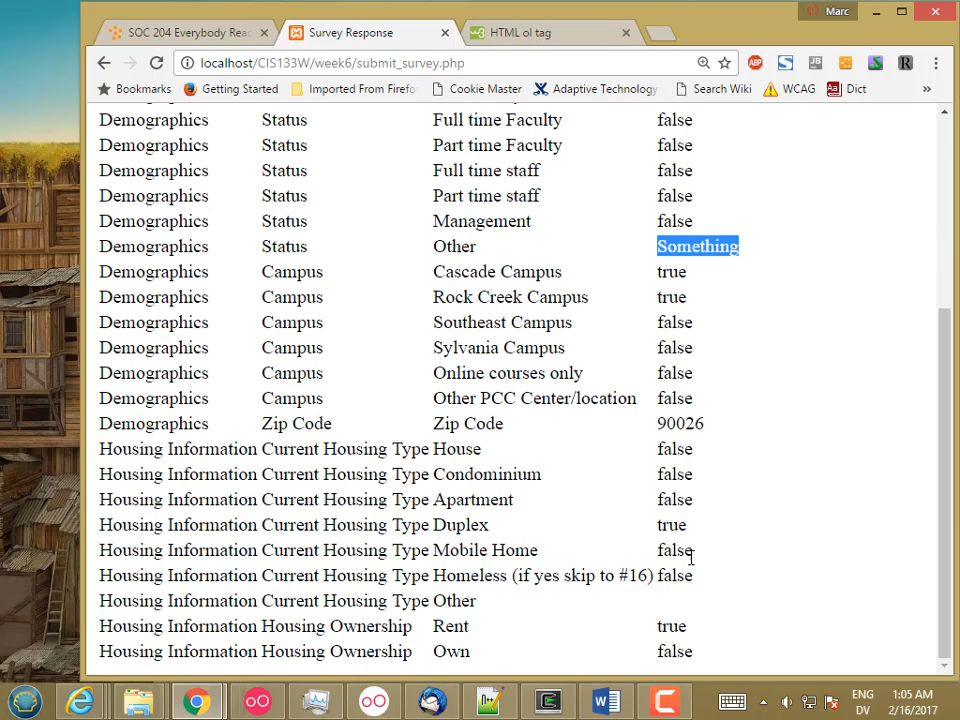 Marc
SOC 204 Everybody Rea
Survey Response
HTML ol tag
localhost/CIS133W/week6/submit_survey.php
Bookmarks Getting Started Imported From Firefo Cookie Master Adaptive Technology Search Wiki WCAG Dict »
Demographics Status Full time Faculty false
Demographics Status Part time Faculty false
Demographics Status Full time staff false
Demographics Status Part time staff false
Demographics Status Management false
Demographics Status Other Something
Demographics Campus Cascade Campus true
Demographics Campus Rock Creek Campus true
Demographics Campus Southeast Campus false
Demographics Campus Sylvania Campus false
Demographics Campus Online courses only false
Demographics Campus Other PCC Center/location false
Demographics Zip Code Zip Code 90026
Housing Information Current Housing Type House false
Housing Information Current Housing Type Condominium false
Housing Information Current Housing Type Apartment false
Housing Information Current Housing Type Duplex true
Housing Information Current Housing Type Mobile Home false
Housing Information Current Housing Type Homeless (if yes skip to #16) false
Housing Information Current Housing Type Other
Housing Information Housing Ownership Rent true
Housing Information Housing Ownership Own false
ENG 1:05 AM
DV 2/16/2017